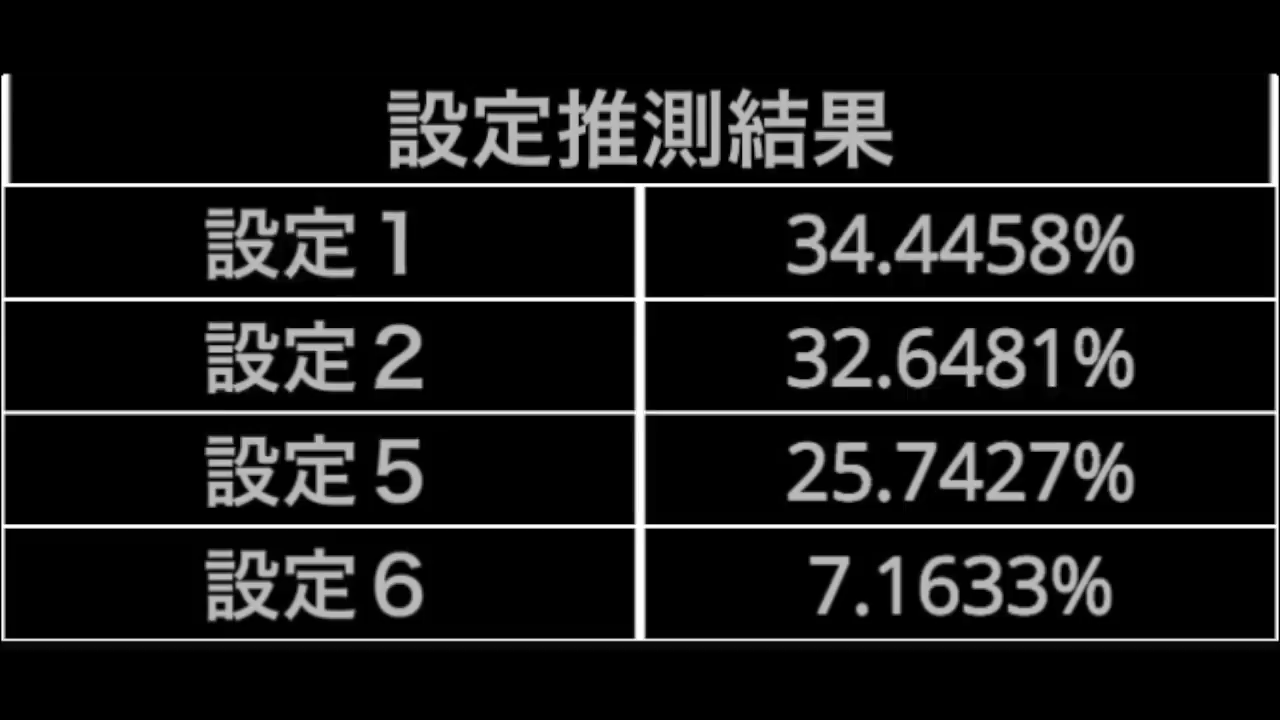 設定推測結果
設定１ 34.4458%
設定２ 32.6481%
設定５ 25.7427%
設定６ 7.1633%